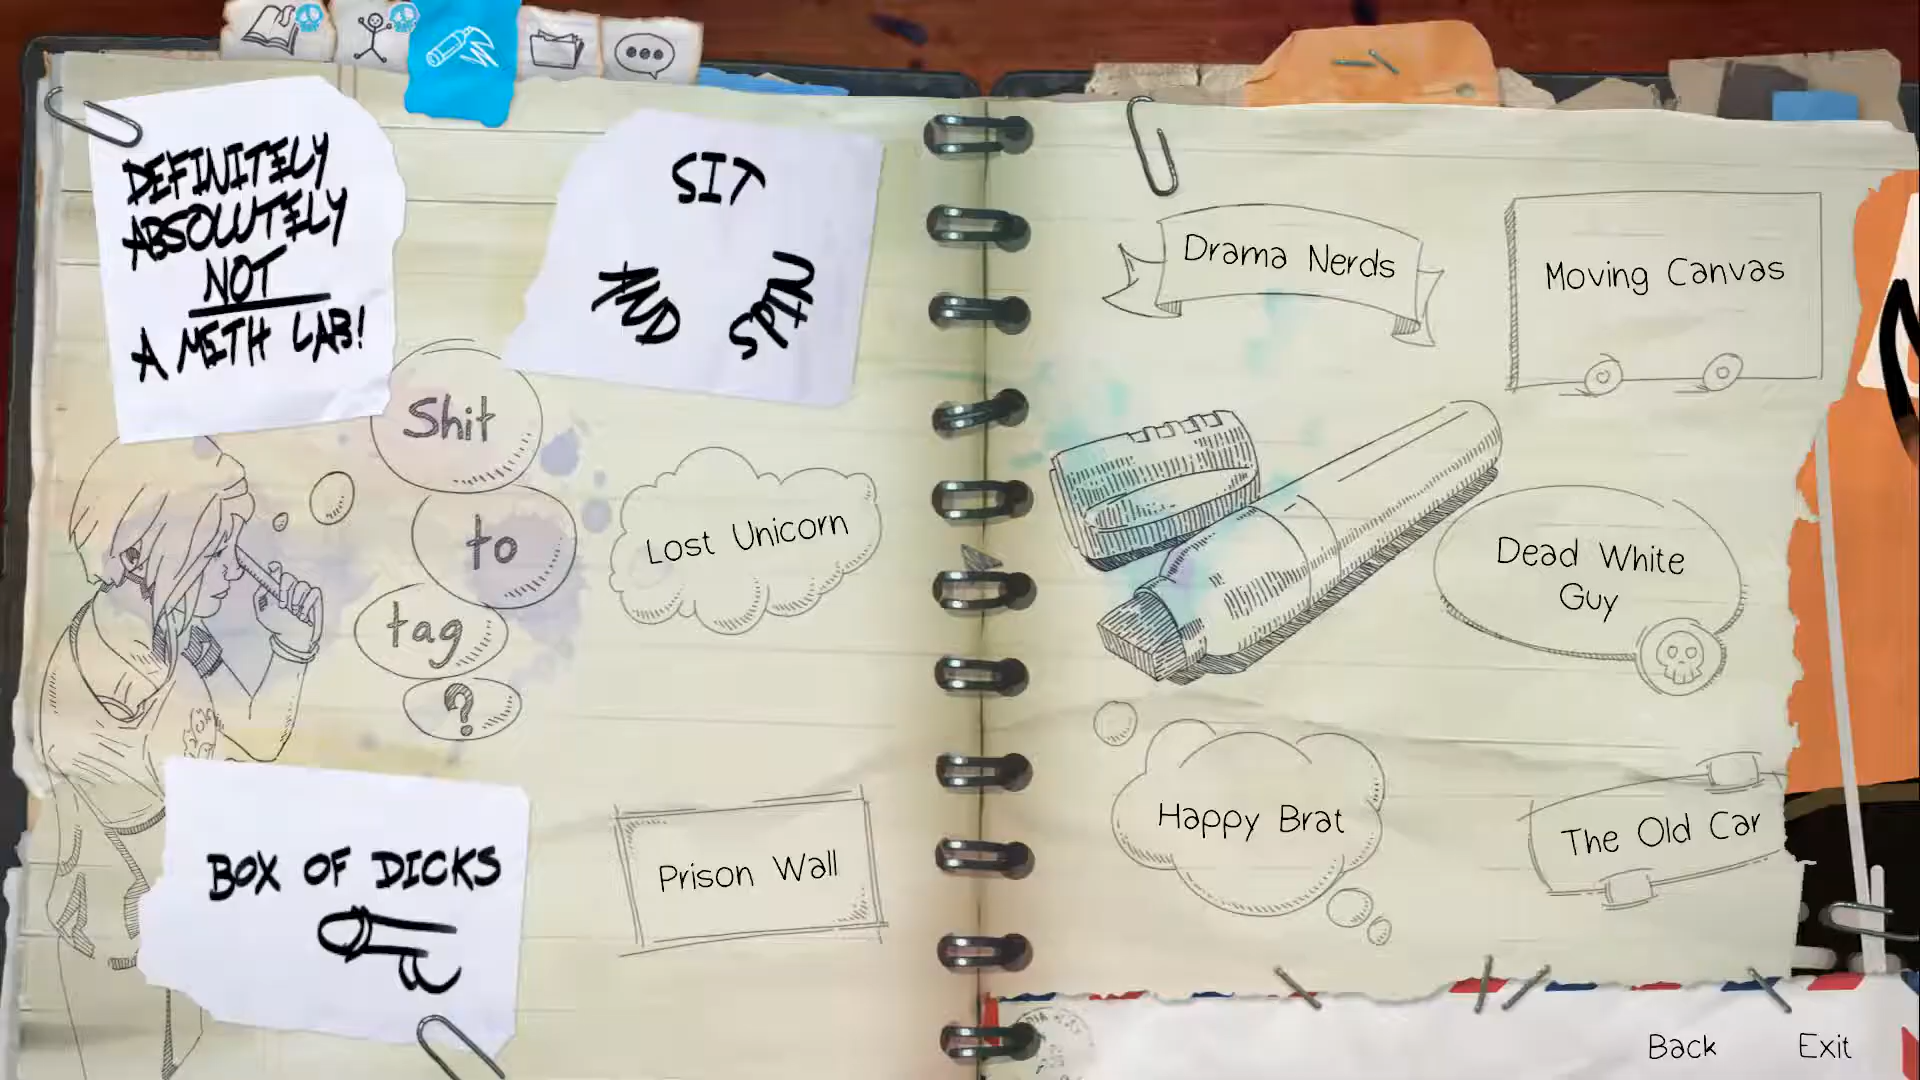 DEFINITELY
ABSOLUTELY
NOT
A METH LAB!
SIT
AND
SPIN
Shit
to
tag
?
Lost Unicorn
BOX OF DICKS
Prison Wall
Drama Nerds
Moving Canvas
Dead White
Guy
Happy Brat
The Old Car
Back
Exit